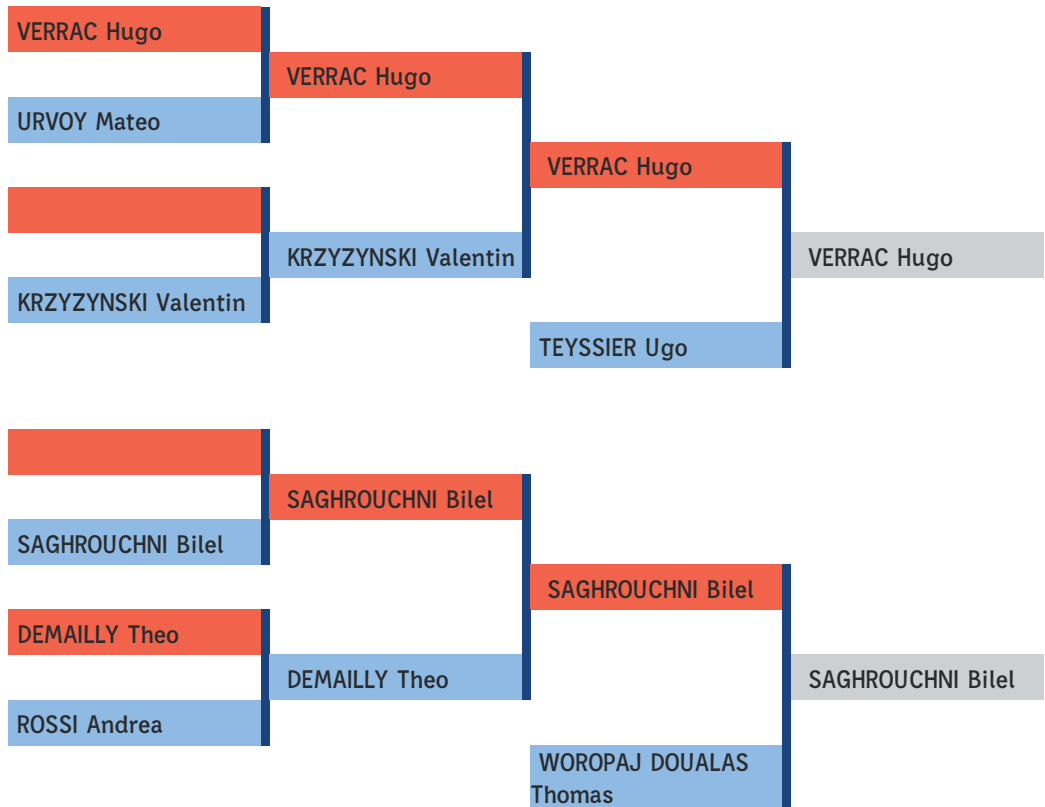 VERRAC Hugo
VERRAC Hugo
URVOY Mateo
VERRAC Hugo
KRZYZYNSKI Valentin
VERRAC Hugo
KRZYZYNSKI Valentin
TEYSSIER Ugo
SAGHROUCHNI Bilel
SAGHROUCHNI Bilel
SAGHROUCHNI Bilel
DEMAILLY Theo
DEMAILLY Theo
SAGHROUCHNI Bilel
ROSSI Andrea
WOROPAJ DOUALAS
Thomas